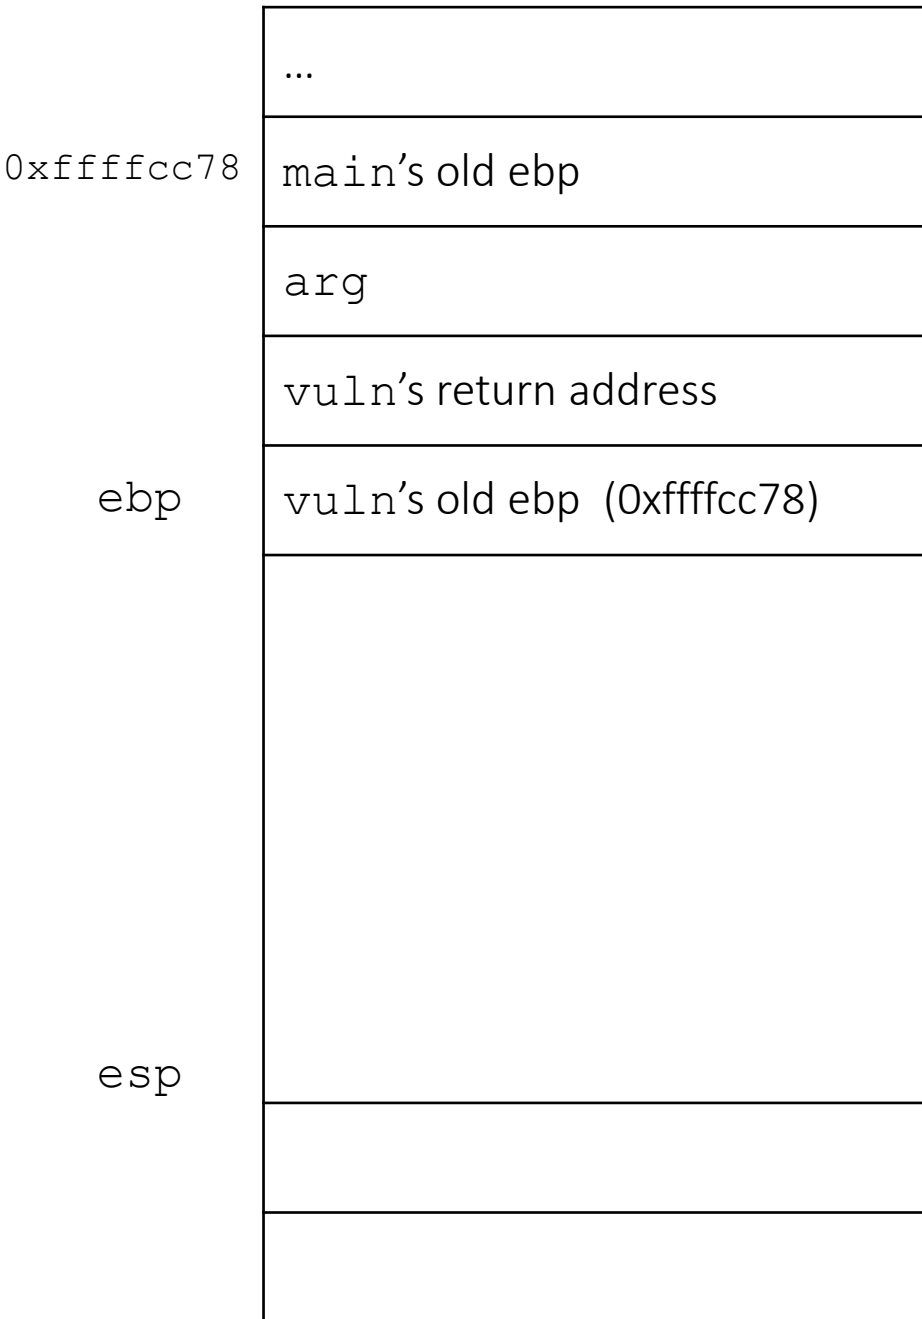 ...
0xffffcc78
main’s old ebp
arg
vuln’s return address
ebp
vuln’s old ebp (0xffffcc78)
esp